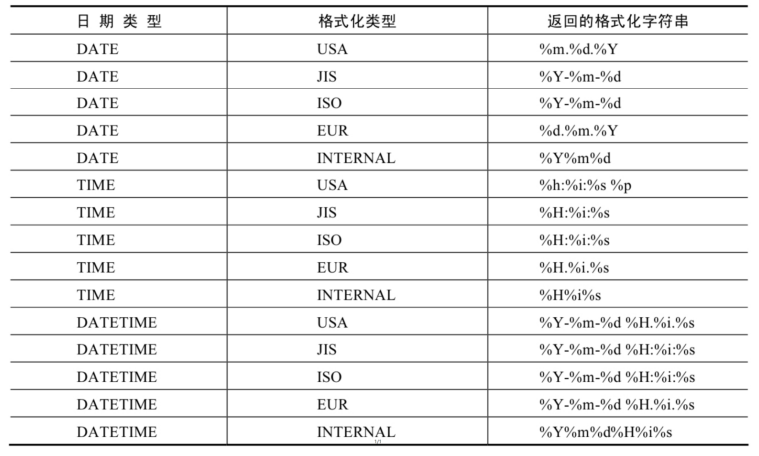 日 期 类 型 格式化类型 返回的格式化字符串
DATE USA %m.%d.%Y
DATE JIS %Y-%m-%d
DATE ISO %Y-%m-%d
DATE EUR %d.%m.%Y
DATE INTERNAL %Y%m%d
TIME USA %h:%i:%s %p
TIME JIS %H:%i:%s
TIME ISO %H:%i:%s
TIME EUR %H.%i.%s
TIME INTERNAL %H%i%s
DATETIME USA %Y-%m-%d %H.%i.%s
DATETIME JIS %Y-%m-%d %H:%i:%s
DATETIME ISO %Y-%m-%d %H:%i:%s
DATETIME EUR %Y-%m-%d %H.%i.%s
DATETIME INTERNAL %Y%m%d%H%i%s